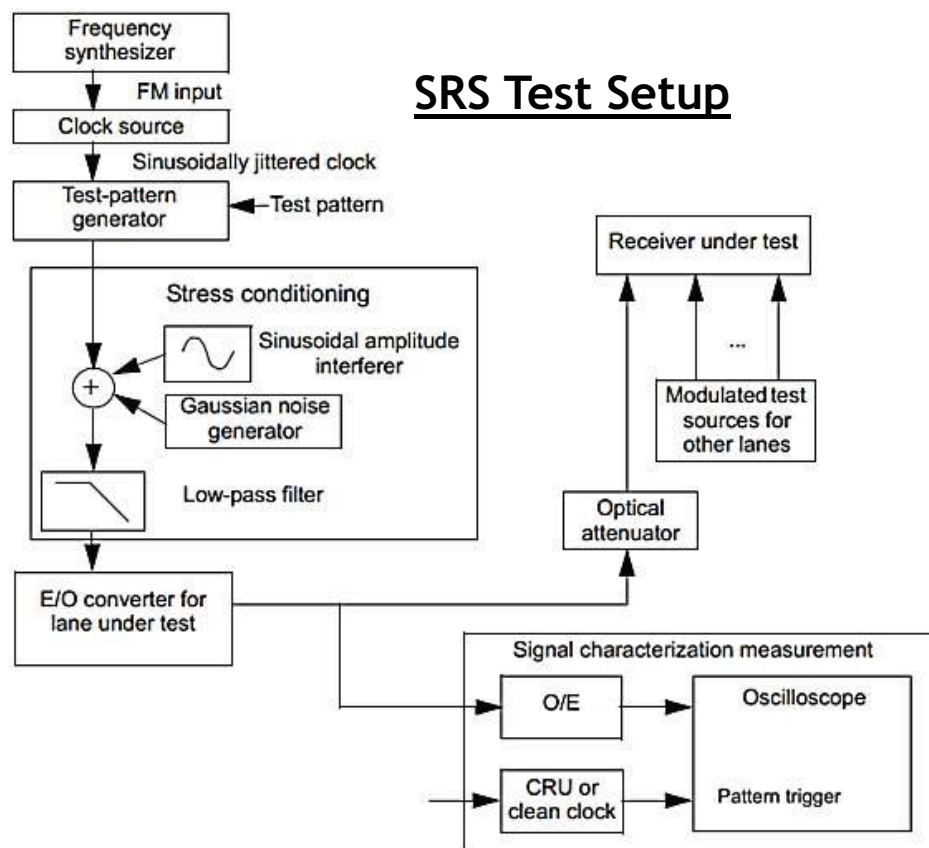 SRS Test Setup
Frequency
synthesizer
FM input
Clock source
Sinusoidally jittered clock
Test-pattern
generator
Test pattern
Stress conditioning
Sinusoidal amplitude
interferer
+
Gaussian noise
generator
Low-pass filter
E/O converter for
lane under test
Receiver under test
...
Modulated test
sources for
other lanes
Optical
attenuator
Signal characterization measurement
O/E
Oscilloscope
CRU or
clean clock
Pattern trigger